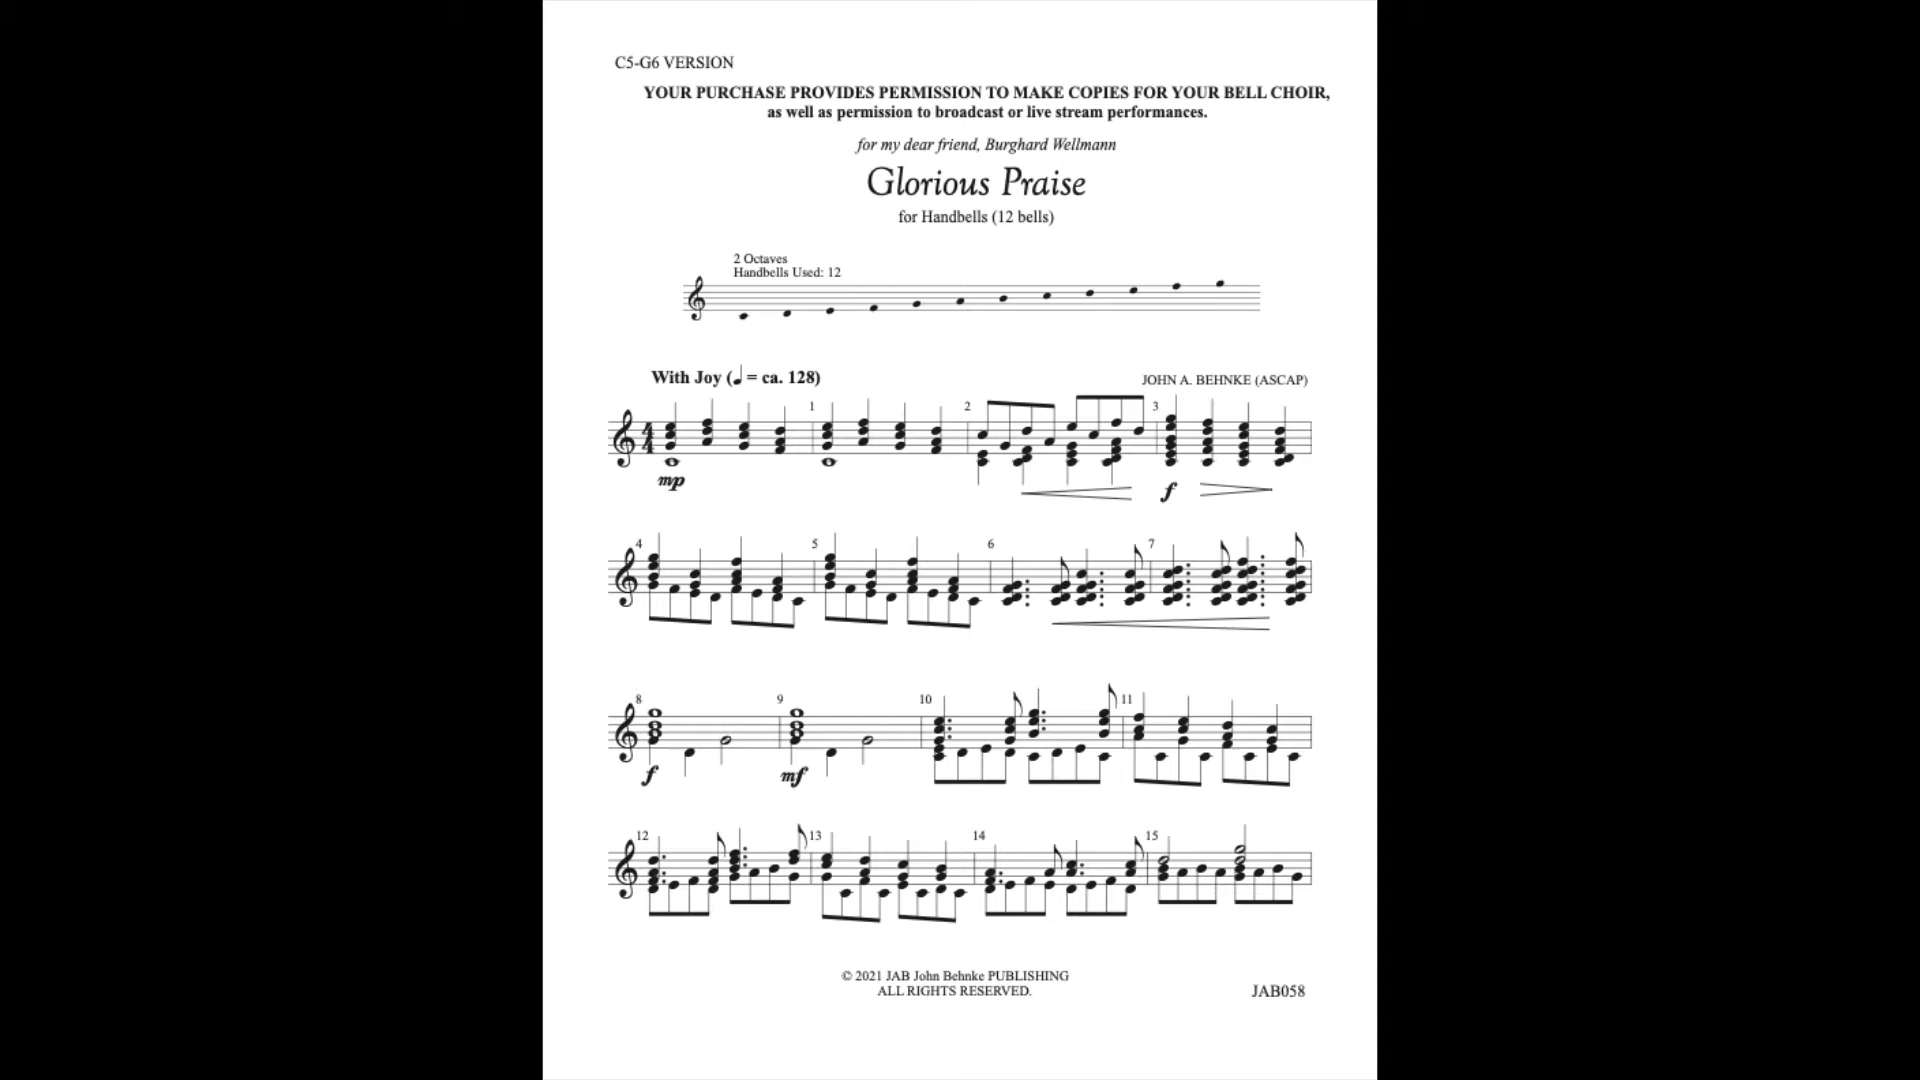 C5-G6 VERSION
YOUR PURCHASE PROVIDES PERMISSION TO MAKE COPIES FOR YOUR BELL CHOIR,
as well as permission to broadcast or live stream performances.
for my dear friend, Burghard Wellmann
Glorious Praise
for Handbells (12 bells)
2 Octaves
Handbells Used: 12
With Joy (♩ = ca. 128)
JOHN A. BEHNKE (ASCAP)
1 2 3
4
4
mp f
4 5 6 7
8 9 10 11
f mf
12 13 14 15
© 2021 JAB John Behnke PUBLISHING
ALL RIGHTS RESERVED.
JAB058